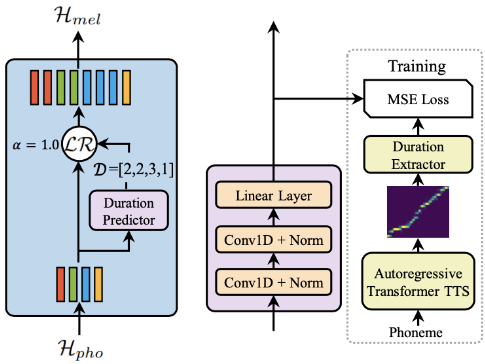 ℋ_mel
α = 1.0
ℒℛ
𝒟=[2,2,3,1]
Duration
Predictor
ℋ_pho
Linear Layer
Conv1D + Norm
Conv1D + Norm
Training
MSE Loss
Duration
Extractor
Autoregressive
Transformer TTS
Phoneme